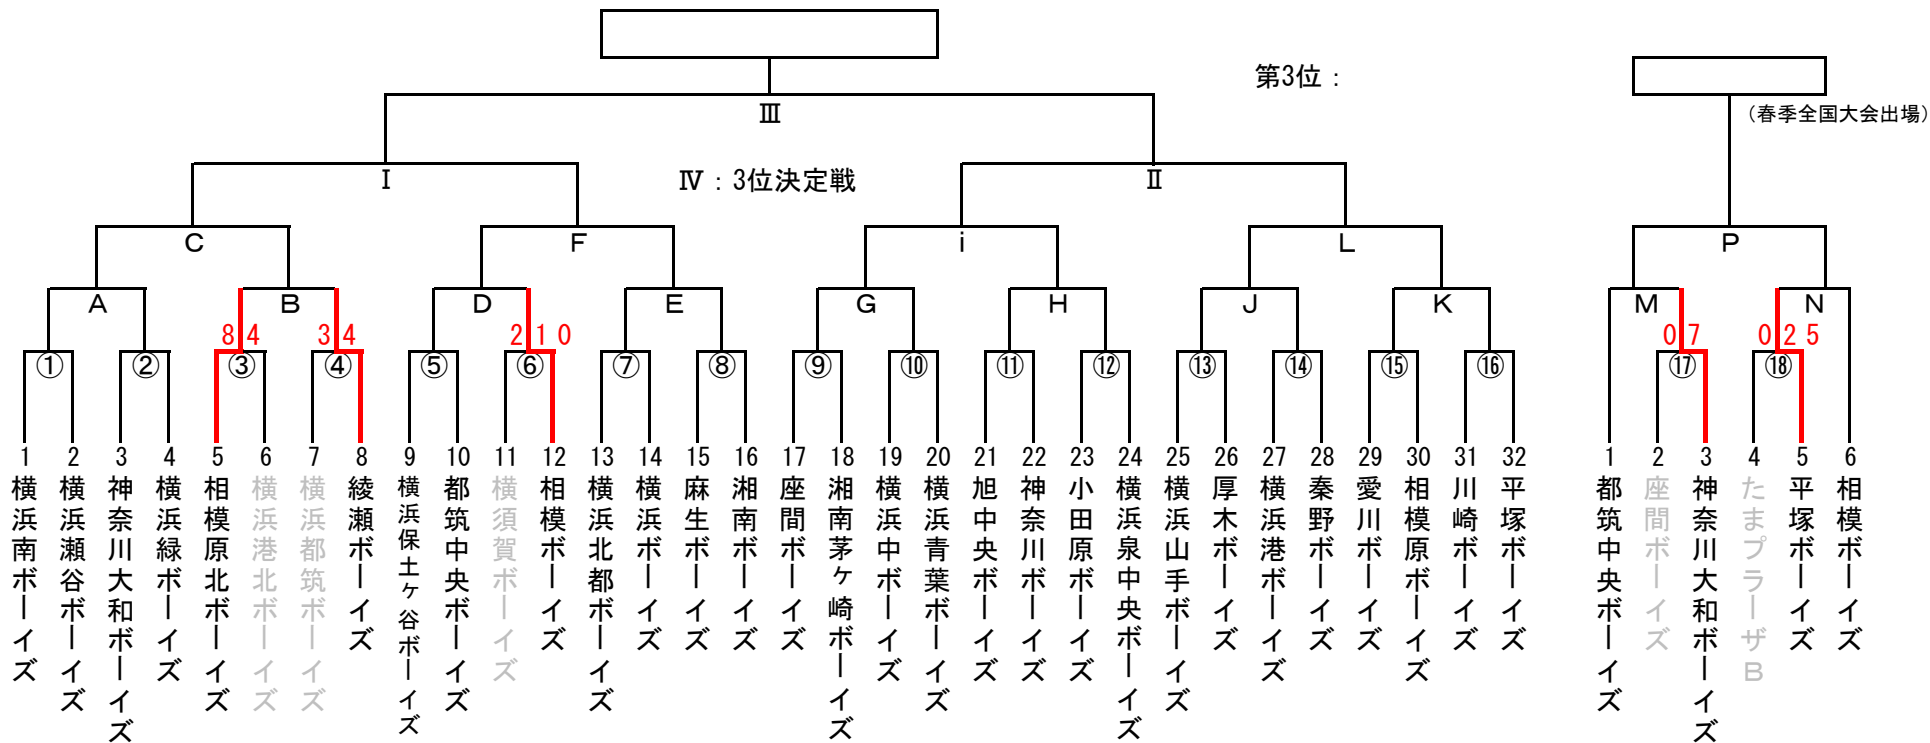 第3位：
(春季全国大会出場)
Ⅲ
Ⅰ
Ⅳ：3位決定戦
Ⅱ
C
F
i
L
P
A
B
D
E
G
H
J
K
M
N
8 4
3 4
2 1 0
0 7
0 2 5
①
②
③
④
⑤
⑥
⑦
⑧
⑨
⑩
⑪
⑫
⑬
⑭
⑮
⑯
⑰
⑱
1 横浜南ボーイズ
2 横浜瀬谷ボーイズ
3 神奈川大和ボーイズ
4 横浜緑ボーイズ
5 相模原北ボーイズ
6 横浜港北ボーイズ
7 横浜都筑ボーイズ
8 綾瀬ボーイズ
9 横浜保土ヶ谷ボーイズ
10 都筑中央ボーイズ
11 横須賀ボーイズ
12 相模ボーイズ
13 横浜北都ボーイズ
14 横浜ボーイズ
15 麻生ボーイズ
16 湘南ボーイズ
17 座間ボーイズ
18 湘南茅ヶ崎ボーイズ
19 横浜中ボーイズ
20 横浜青葉ボーイズ
21 旭中央ボーイズ
22 神奈川ボーイズ
23 小田原ボーイズ
24 横浜泉中央ボーイズ
25 横浜山手ボーイズ
26 厚木ボーイズ
27 横浜港ボーイズ
28 秦野ボーイズ
29 愛川ボーイズ
30 相模原ボーイズ
31 川崎ボーイズ
32 平塚ボーイズ
1 都筑中央ボーイズ
2 座間ボーイズ
3 神奈川大和ボーイズ
4 たまプラーザB
5 平塚ボーイズ
6 相模ボーイズ